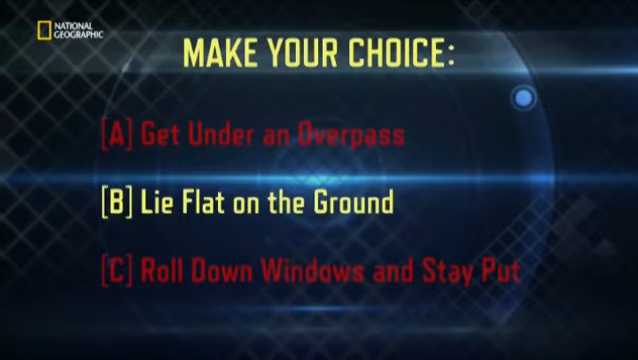 NATIONAL
GEOGRAPHIC
MAKE YOUR CHOICE:
[A] Get Under an Overpass
[B] Lie Flat on the Ground
[C] Roll Down Windows and Stay Put